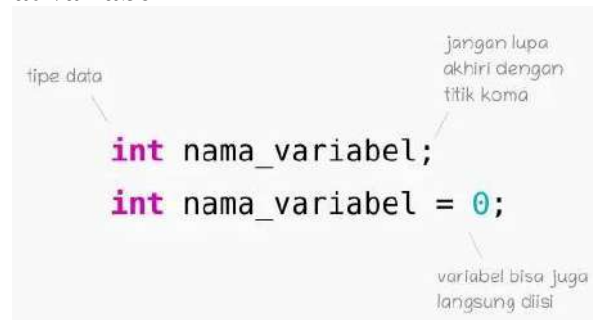 jangan lupa
akhiri dengan
titik koma
tipe data
int nama_variabel;
int nama_variabel = 0;
variabel bisa juga
langsung diisi